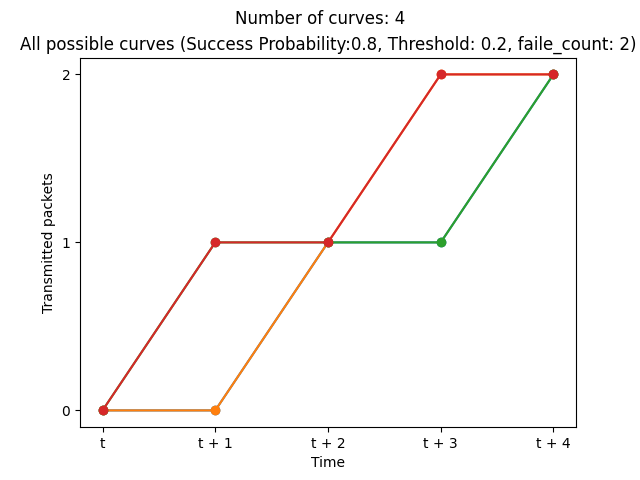 Number of curves: 4
All possible curves (Success Probability:0.8, Threshold: 0.2, faile_count: 2)
2
1
0
Transmitted packets
t
t + 1
t + 2
t + 3
t + 4
Time